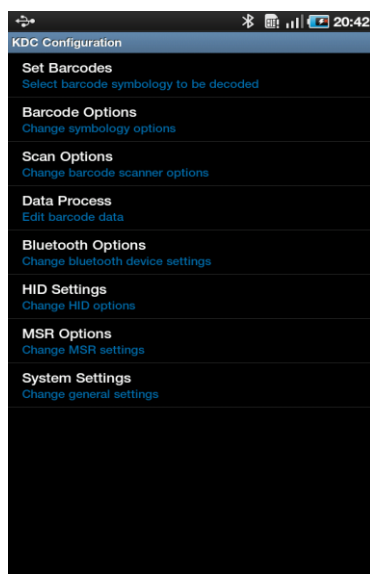 20:42
KDC Configuration
Set Barcodes
Select barcode symbology to be decoded
Barcode Options
Change symbology options
Scan Options
Change barcode scanner options
Data Process
Edit barcode data
Bluetooth Options
Change bluetooth device settings
HID Settings
Change HID options
MSR Options
Change MSR settings
System Settings
Change general settings